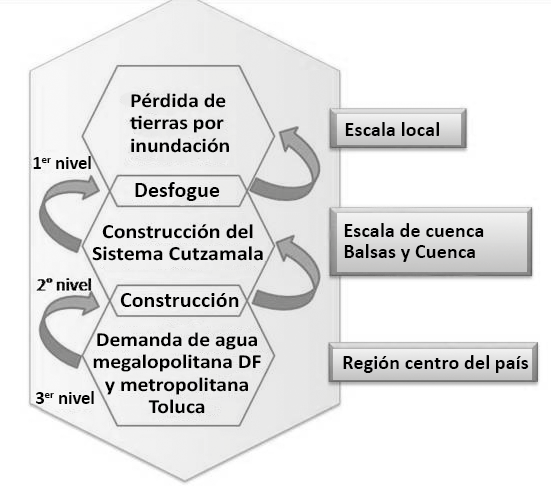 Pérdida de
tierras por
inundación
Escala local
1er nivel
Desfogue
Construcción del
Sistema Cutzamala
Escala de cuenca
Balsas y Cuenca
2º nivel
Construcción
Demanda de agua
megalopolitana DF
y metropolitana
Toluca
Región centro del país
3er nivel